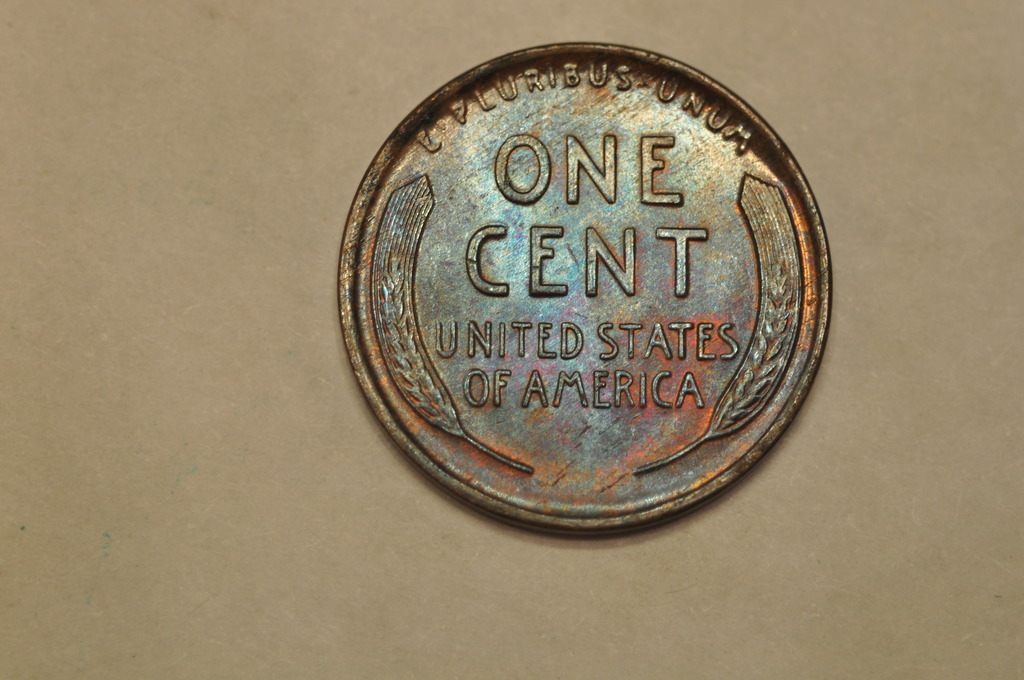 E·PLURIBUS·UNUM
ONE
CENT
UNITED STATES
OF AMERICA